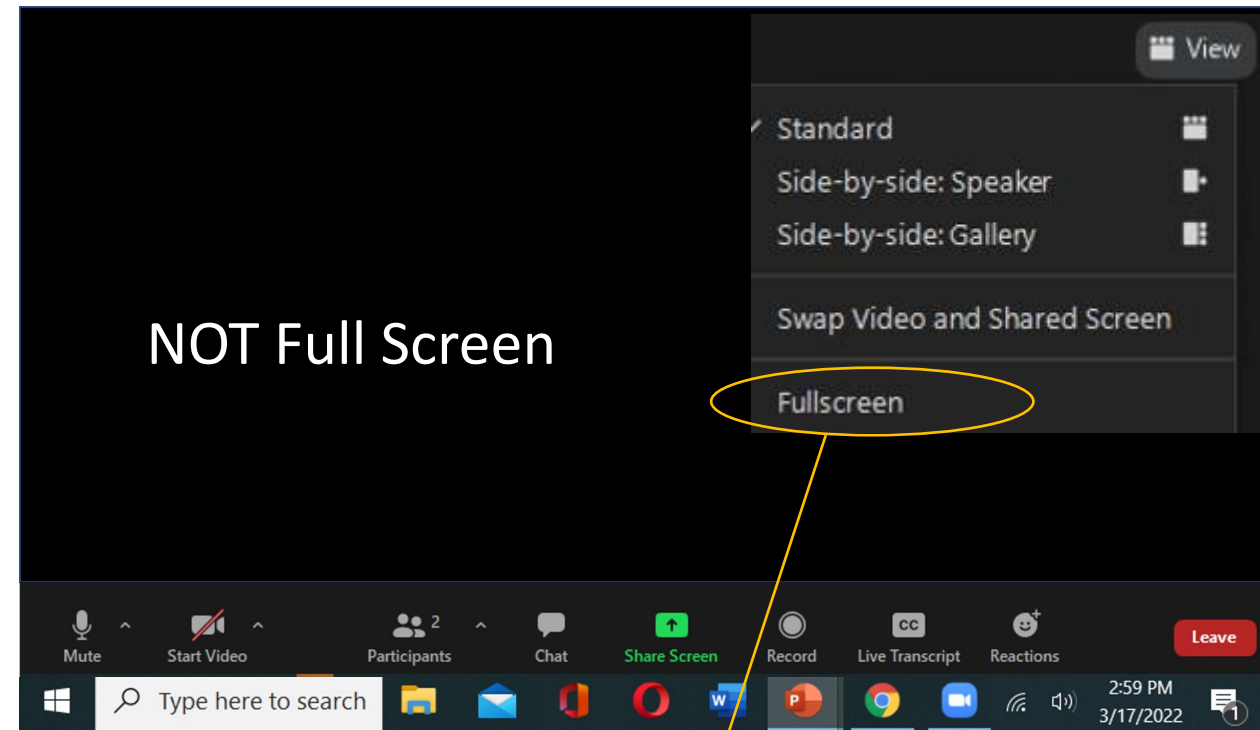 View
Standard
Side-by-side: Speaker
Side-by-side: Gallery
Swap Video and Shared Screen
NOT Full Screen
Fullscreen
2
CC
Mute
Start Video
Participants
Chat
Share Screen
Record
Live Transcript
Reactions
Leave
Type here to search
W
P
2:59 PM
3/17/2022
1